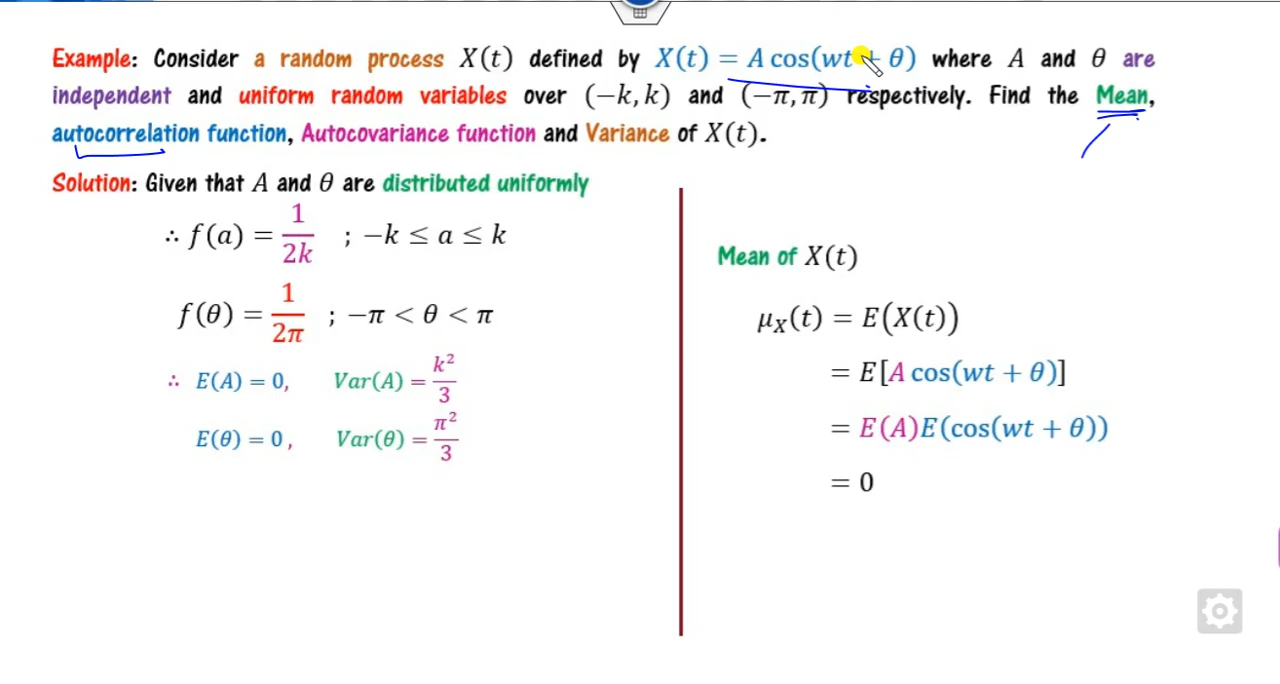 Example: Consider a random process X(t) defined by X(t) = A cos(wt + θ) where A and θ are
independent and uniform random variables over (−k, k) and (−π, π) respectively. Find the Mean,
autocorrelation function, Autocovariance function and Variance of X(t).
Solution: Given that A and θ are distributed uniformly
∴ f(a) = 1/2k ; −k ≤ a ≤ k
f(θ) = 1/2π ; −π < θ < π
∴ E(A) = 0, Var(A) = k²/3
E(θ) = 0 , Var(θ) = π²/3
Mean of X(t)
μ_X(t) = E(X(t))
= E[A cos(wt + θ)]
= E(A)E(cos(wt + θ))
= 0